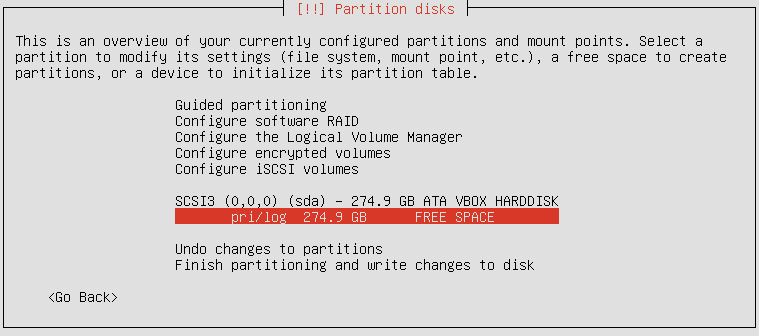 [!!] Partition disks
This is an overview of your currently configured partitions and mount points. Select a
partition to modify its settings (file system, mount point, etc.), a free space to create
partitions, or a device to initialize its partition table.
Guided partitioning
Configure software RAID
Configure the Logical Volume Manager
Configure encrypted volumes
Configure iSCSI volumes
SCSI3 (0,0,0) (sda) - 274.9 GB ATA VBOX HARDDISK
pri/log 274.9 GB FREE SPACE
Undo changes to partitions
Finish partitioning and write changes to disk
<Go Back>